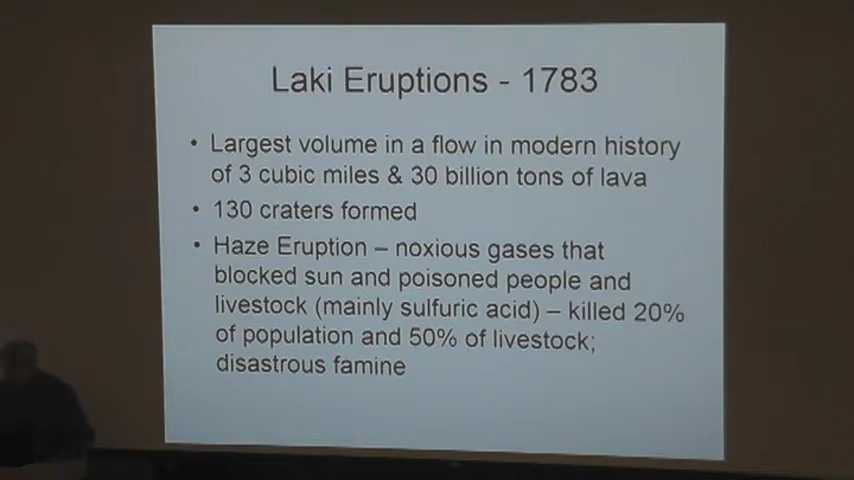 Laki Eruptions - 1783
• Largest volume in a flow in modern history
of 3 cubic miles & 30 billion tons of lava
• 130 craters formed
• Haze Eruption – noxious gases that
blocked sun and poisoned people and
livestock (mainly sulfuric acid) – killed 20%
of population and 50% of livestock;
disastrous famine